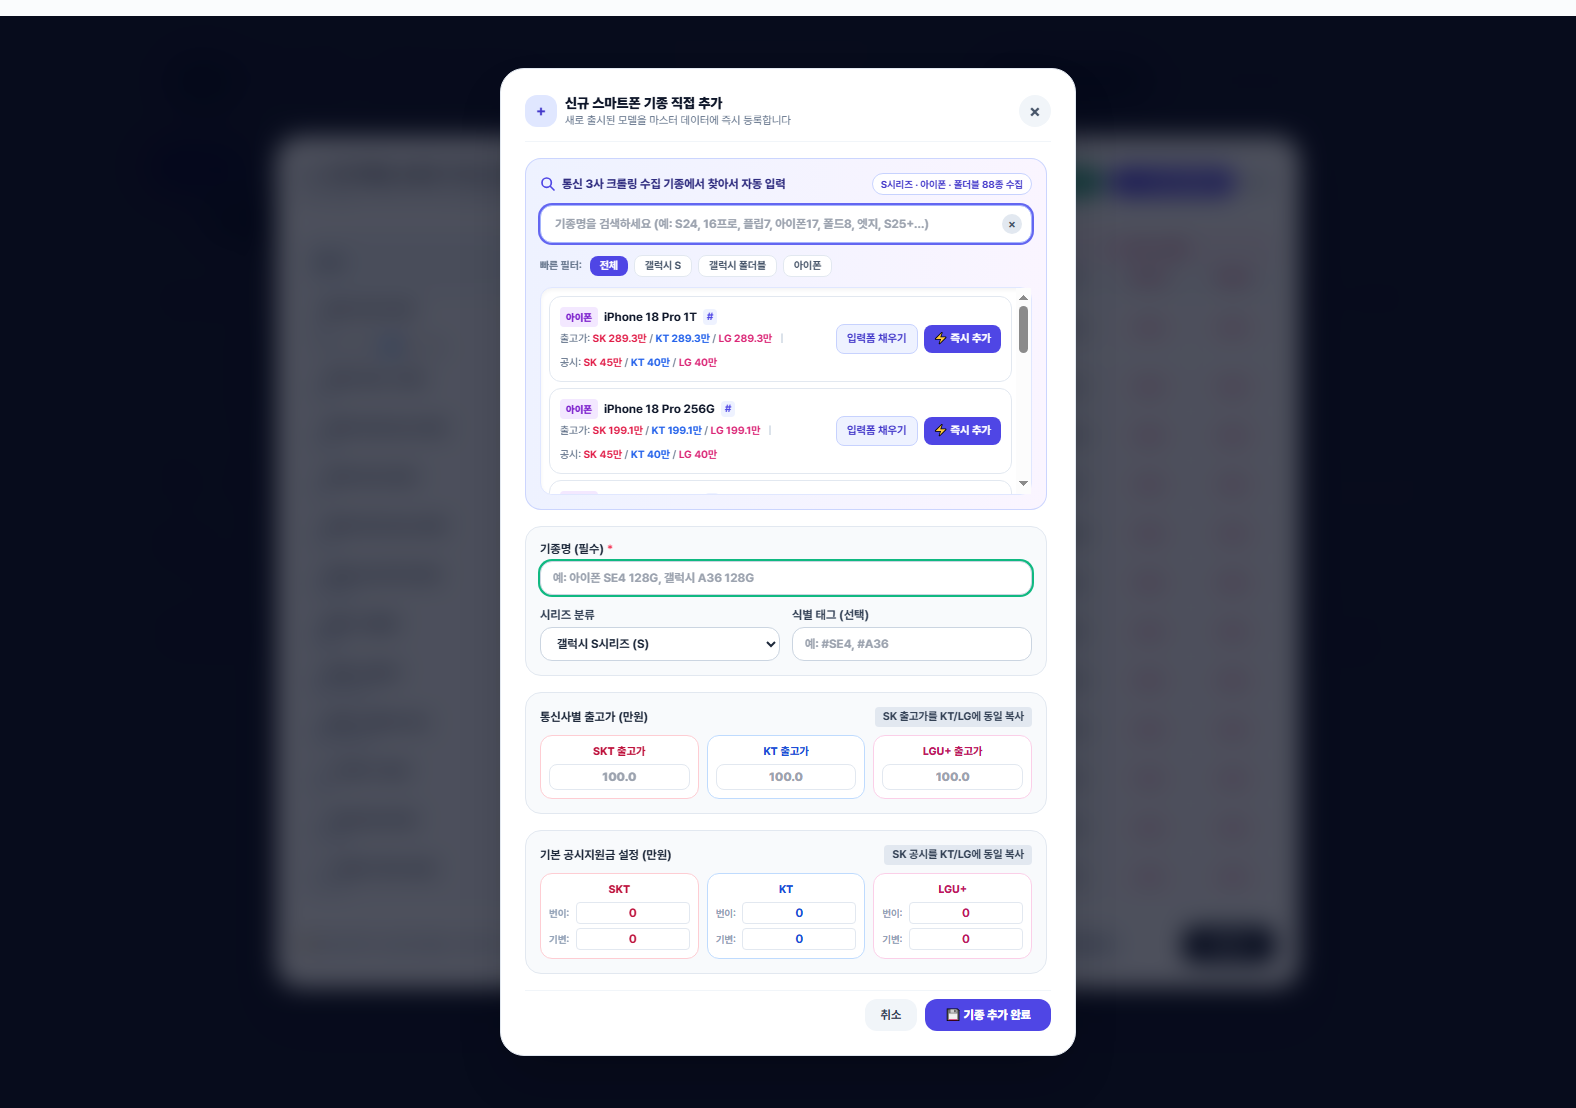 +
신규 스마트폰 기종 직접 추가
새로 출시된 모델을 마스터 데이터에 즉시 등록합니다
×
통신 3사 크롤링 수집 기종에서 찾아서 자동 입력
S시리즈 · 아이폰 · 폴더블 88종 수집
기종명을 검색하세요 (예: S24, 16프로, 플립7, 아이폰17, 폴드8, 엣지, S25+...)
×
빠른 필터: 전체 갤럭시 S 갤럭시 폴더블 아이폰
아이폰 iPhone 18 Pro 1T #
출고가: SK 289.3만 / KT 289.3만 / LG 289.3만 |
공시: SK 45만 / KT 40만 / LG 40만
입력폼 채우기 ⚡ 즉시 추가
아이폰 iPhone 18 Pro 256G #
출고가: SK 199.1만 / KT 199.1만 / LG 199.1만 |
공시: SK 45만 / KT 40만 / LG 40만
입력폼 채우기 ⚡ 즉시 추가
기종명 (필수) *
예: 아이폰 SE4 128G, 갤럭시 A36 128G
시리즈 분류 식별 태그 (선택)
갤럭시 S시리즈 (S) 예: #SE4, #A36
통신사별 출고가 (만원) SK 출고가를 KT/LG에 동일 복사
SKT 출고가 KT 출고가 LGU+ 출고가
100.0 100.0 100.0
기본 공시지원금 설정 (만원) SK 공시를 KT/LG에 동일 복사
SKT KT LGU+
번이: 0 번이: 0 번이: 0
기변: 0 기변: 0 기변: 0
취소 💾 기종 추가 완료